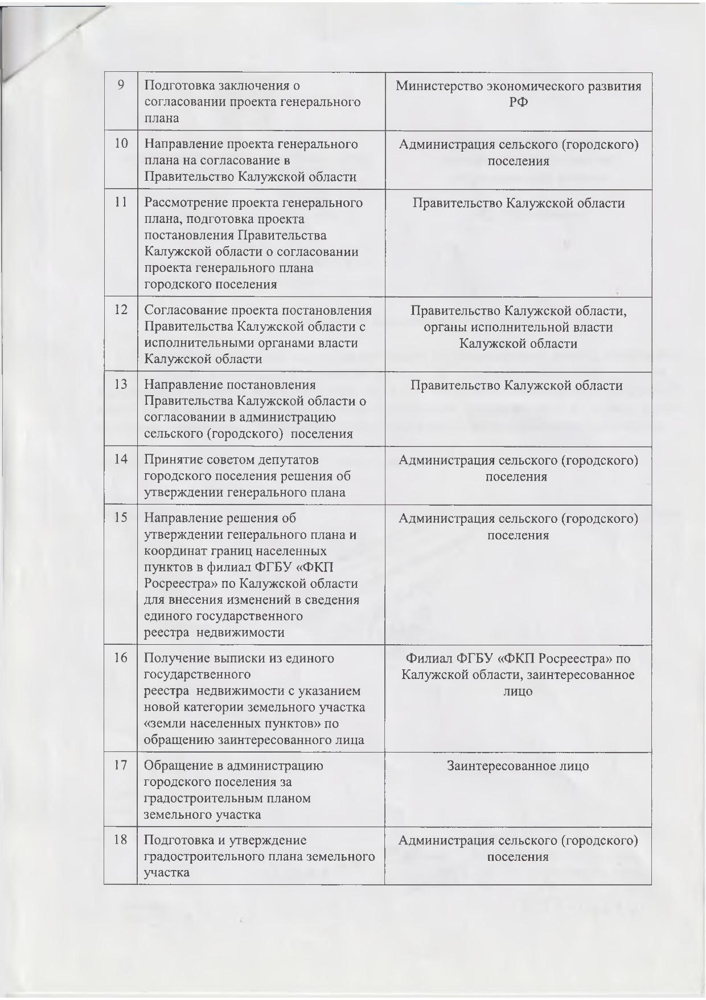 9
Подготовка заключения о
согласовании проекта генерального
плана
Министерство экономического развития
РФ
10
Направление проекта генерального
плана на согласование в
Правительство Калужской области
Администрация сельского (городского)
поселения
11
Рассмотрение проекта генерального
плана, подготовка проекта
постановления Правительства
Калужской области о согласовании
проекта генерального плана
городского поселения
Правительство Калужской области
12
Согласование проекта постановления
Правительства Калужской области с
исполнительными органами власти
Калужской области
Правительство Калужской области,
органы исполнительной власти
Калужской области
13
Направление постановления
Правительства Калужской области о
согласовании в администрацию
сельского (городского) поселения
Правительство Калужской области
14
Принятие советом депутатов
городского поселения решения об
утверждении генерального плана
Администрация сельского (городского)
поселения
15
Направление решения об
утверждении генерального плана и
координат границ населенных
пунктов в филиал ФГБУ «ФКП
Росреестра» по Калужской области
для внесения изменений в сведения
единого государственного
реестра недвижимости
Администрация сельского (городского)
поселения
16
Получение выписки из единого
государственного
реестра недвижимости с указанием
новой категории земельного участка
«земли населенных пунктов» по
обращению заинтересованного лица
Филиал ФГБУ «ФКП Росреестра» по
Калужской области, заинтересованное
лицо
17
Обращение в администрацию
городского поселения за
градостроительным планом
земельного участка
Заинтересованное лицо
18
Подготовка и утверждение
градостроительного плана земельного
участка
Администрация сельского (городского)
поселения